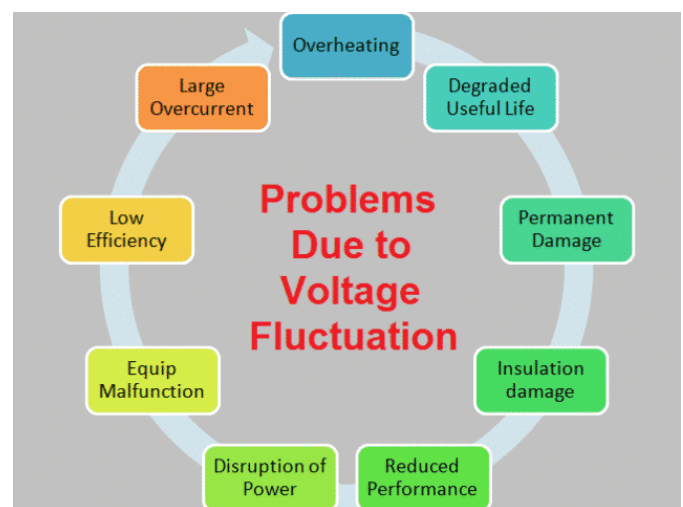 Overheating
Degraded
Useful Life
Permanent
Damage
Insulation
damage
Reduced
Performance
Disruption of
Power
Equip
Malfunction
Low
Efficiency
Large
Overcurrent
Problems
Due to
Voltage
Fluctuation